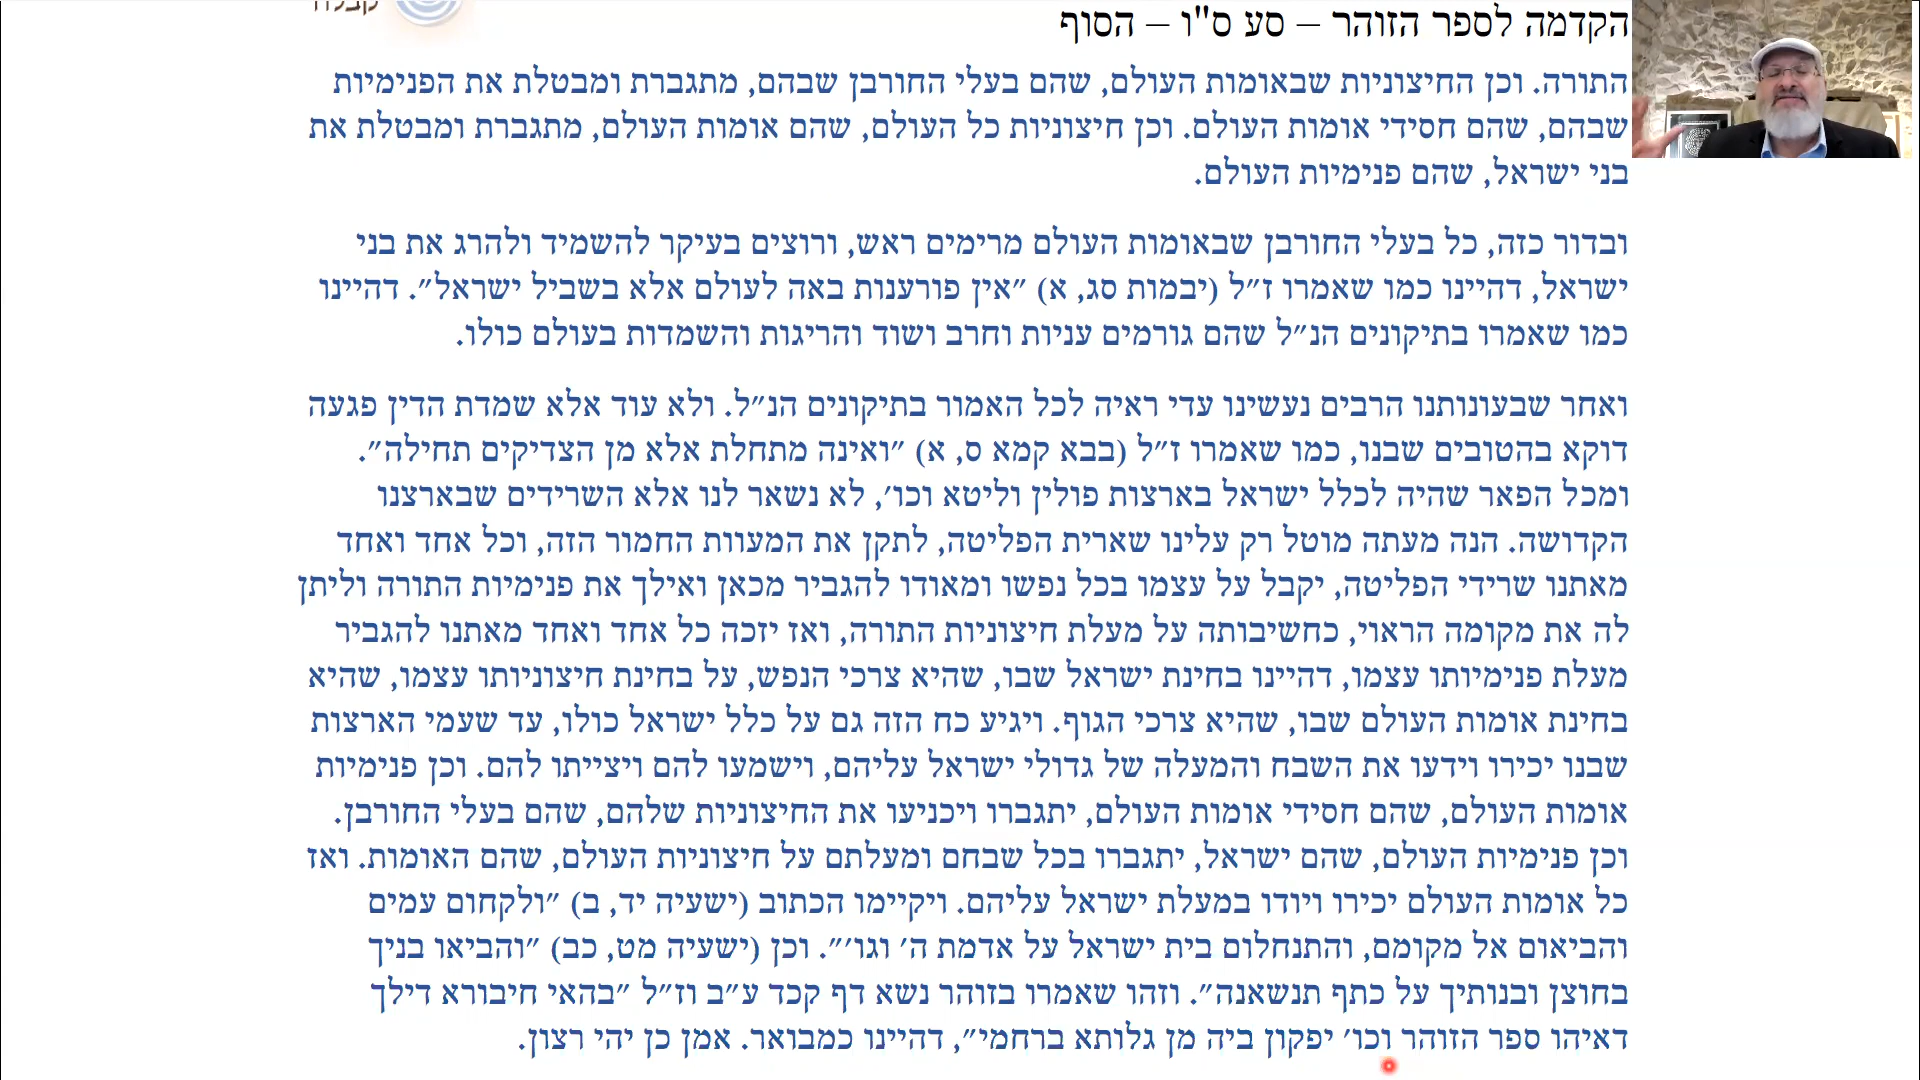 קבלה
הקדמה לספר הזוהר – סע ס"ו – הסוף
התורה. וכן החיצוניות שבאומות העולם, שהם בעלי החורבן שבהם, מתגברת ומבטלת את הפנימיות
שבהם, שהם חסידי אומות העולם. וכן חיצוניות כל העולם, שהם אומות העולם, מתגברת ומבטלת את
בני ישראל, שהם פנימיות העולם.
ובדור כזה, כל בעלי החורבן שבאומות העולם מרימים ראש, ורוצים בעיקר להשמיד ולהרג את בני
ישראל, דהיינו כמו שאמרו ז״ל (יבמות סג, א) ״אין פורענות באה לעולם אלא בשביל ישראל״. דהיינו
כמו שאמרו בתיקונים הנ״ל שהם גורמים עניות וחרב ושוד והריגות והשמדות בעולם כולו.
ואחר שבעונותנו הרבים נעשינו עדי ראיה לכל האמור בתיקונים הנ״ל. ולא עוד אלא שמדת הדין פגעה
דוקא בהטובים שבנו, כמו שאמרו ז״ל (בבא קמא ס, א) ״ואינה מתחלת אלא מן הצדיקים תחילה״.
ומכל הפאר שהיה לכלל ישראל בארצות פולין וליטא וכו׳, לא נשאר לנו אלא השרידים שבארצנו
הקדושה. הנה מעתה מוטל רק עלינו שארית הפליטה, לתקן את המעוות החמור הזה, וכל אחד ואחד
מאתנו שרידי הפליטה, יקבל על עצמו בכל נפשו ומאודו להגביר מכאן ואילך את פנימיות התורה וליתן
לה את מקומה הראוי, כחשיבותה על מעלת חיצוניות התורה, ואז יזכה כל אחד ואחד מאתנו להגביר
מעלת פנימיותו עצמו, דהיינו בחינת ישראל שבו, שהיא צרכי הנפש, על בחינת חיצוניותו עצמו, שהיא
בחינת אומות העולם שבו, שהיא צרכי הגוף. ויגיע כח הזה גם על כלל ישראל כולו, עד שעמי הארצות
שבנו יכירו וידעו את השבח והמעלה של גדולי ישראל עליהם, וישמעו להם ויצייתו להם. וכן פנימיות
אומות העולם, שהם חסידי אומות העולם, יתגברו ויכניעו את החיצוניות שלהם, שהם בעלי החורבן.
וכן פנימיות העולם, שהם ישראל, יתגברו בכל שבחם ומעלתם על חיצוניות העולם, שהם האומות. ואז
כל אומות העולם יכירו ויודו במעלת ישראל עליהם. ויקיימו הכתוב (ישעיה יד, ב) ״ולקחום עמים
והביאום אל מקומם, והתנחלום בית ישראל על אדמת ה׳ וגו׳״. וכן (ישעיה מט, כב) ״והביאו בניך
בחוצן ובנותיך על כתף תנשאנה״. וזהו שאמרו בזוהר נשא דף קכד ע״ב וז״ל ״בהאי חיבורא דילך
דאיהו ספר הזוהר וכו׳ יפקון ביה מן גלותא ברחמי״, דהיינו כמבואר. אמן כן יהי רצון.